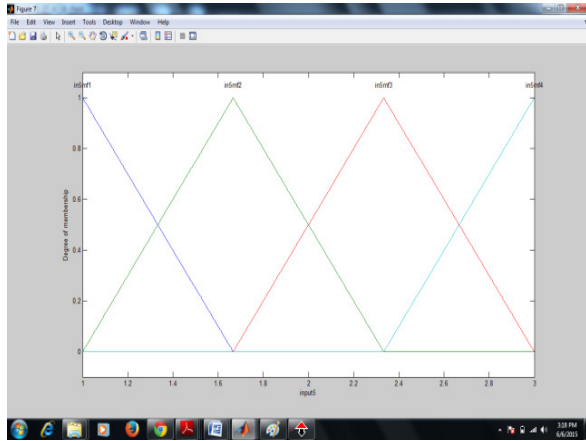 Figure 7
File Edit View Insert Tools Desktop Window Help
in5mf1 in5mf2 in5mf3 in5mf4
1
0.8
0.6
0.4
0.2
0
Degree of membership
1 1.2 1.4 1.6 1.8 2 2.2 2.4 2.6 2.8 3
input5
3:18 PM
6/6/2015